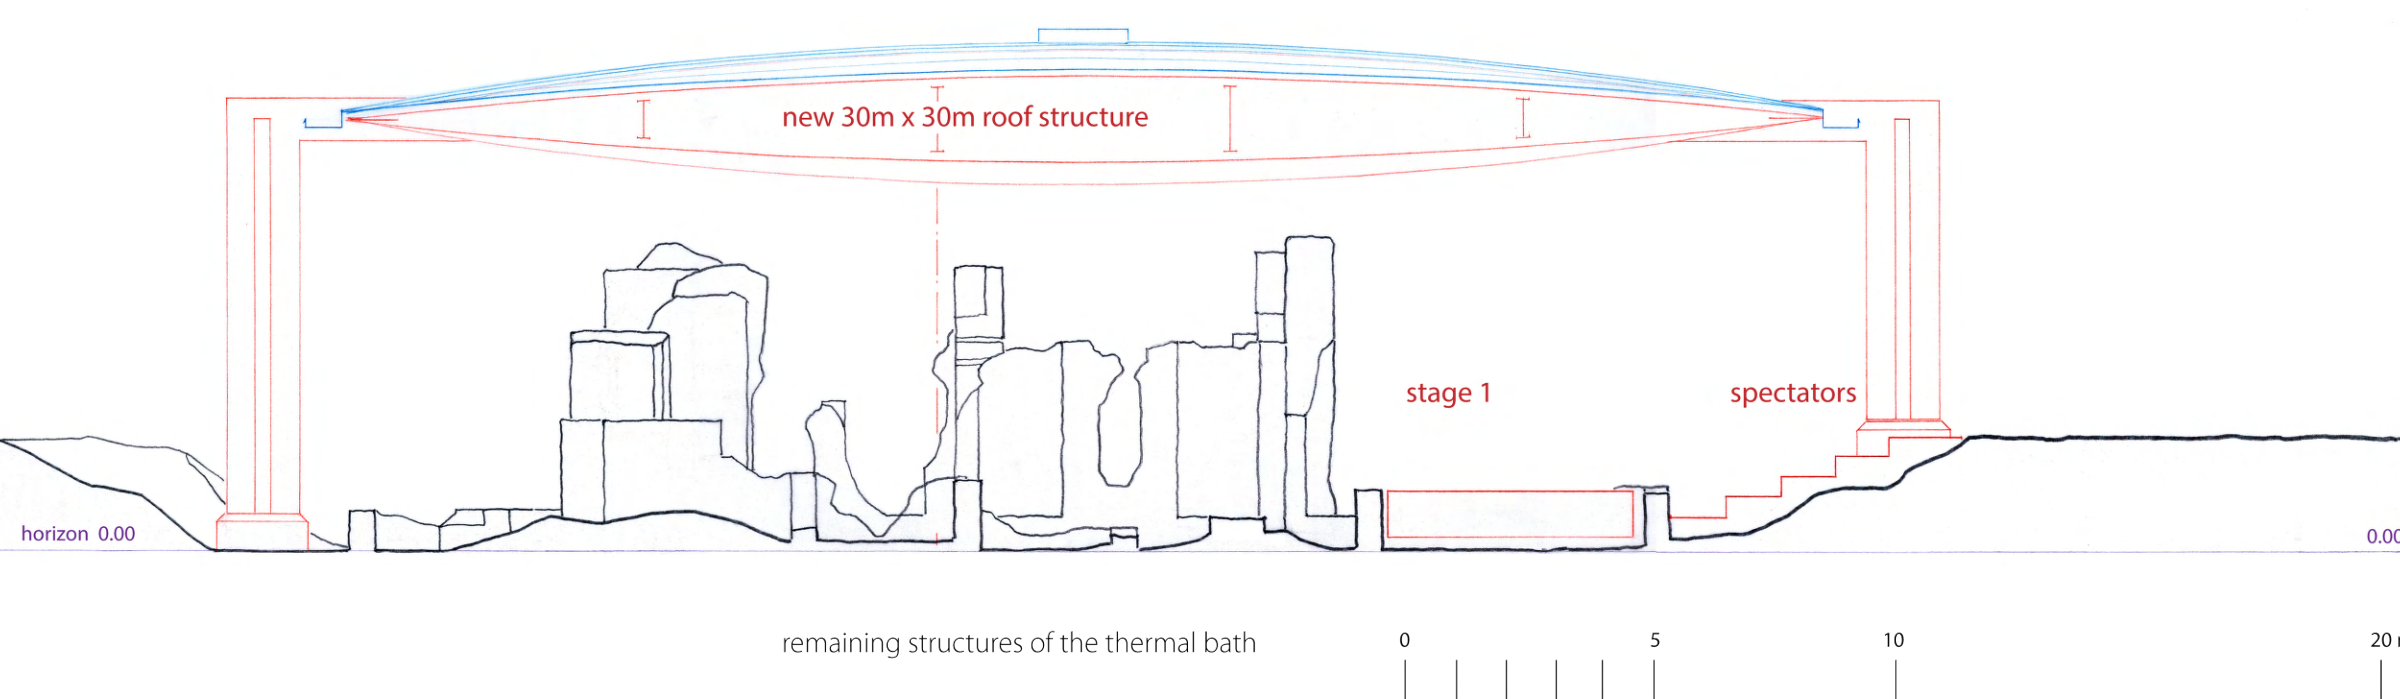 new 30m x 30m roof structure
stage 1
spectators
horizon 0.00
0.00
remaining structures of the thermal bath
0
5
10
20